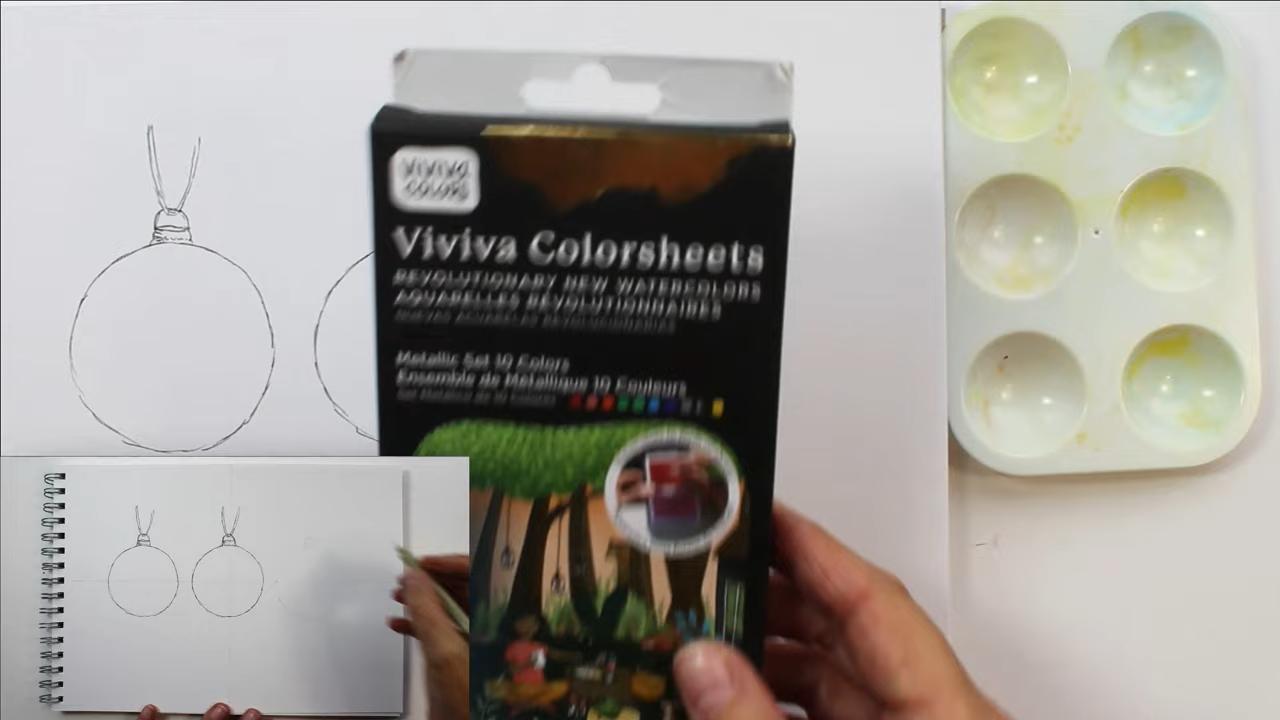 ViViVA
COLORS
Viviva Colorsheets
REVOLUTIONARY NEW WATERCOLORS
AQUARELLES RÉVOLUTIONNAIRES
Metallic Set 10 Colors
Ensemble de Métallique 10 Couleurs